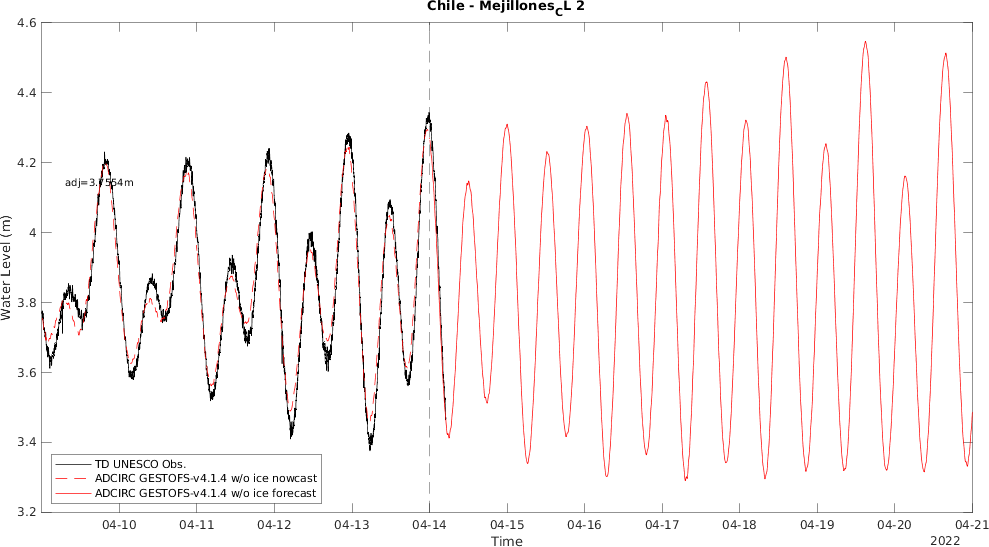 Chile - Mejillones_CL 2
4.6
4.4
4.2
4
3.8
3.6
3.4
3.2
Water Level (m)
adj=3.7554m
TD UNESCO Obs.
ADCIRC GESTOFS-v4.1.4 w/o ice nowcast
ADCIRC GESTOFS-v4.1.4 w/o ice forecast
04-10 04-11 04-12 04-13 04-14 04-15 04-16 04-17 04-18 04-19 04-20 04-21
Time
2022